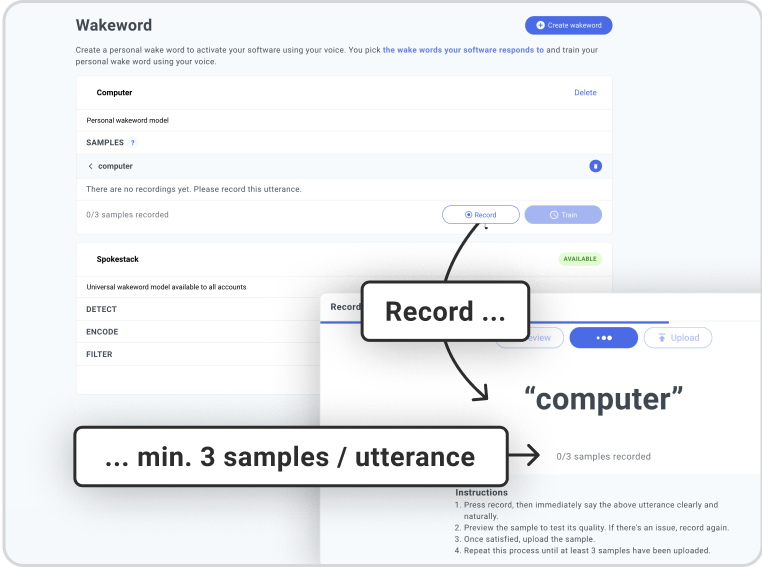 Wakeword
Create wakeword
Create a personal wake word to activate your software using your voice. You pick the wake words your software responds to and train your
personal wake word using your voice.
Computer
Delete
Personal wakeword model
SAMPLES ?
computer
There are no recordings yet. Please record this utterance.
0/3 samples recorded
Record
Train
Spokestack
AVAILABLE
Universal wakeword model available to all accounts
DETECT
ENCODE
FILTER
Record
Record ...
Upload
“computer”
... min. 3 samples / utterance
0/3 samples recorded
Instructions
1. Press record, then immediately say the above utterance clearly and
naturally.
2. Preview the sample to test its quality. If there's an issue, record again.
3. Once satisfied, upload the sample.
4. Repeat this process until at least 3 samples have been uploaded.